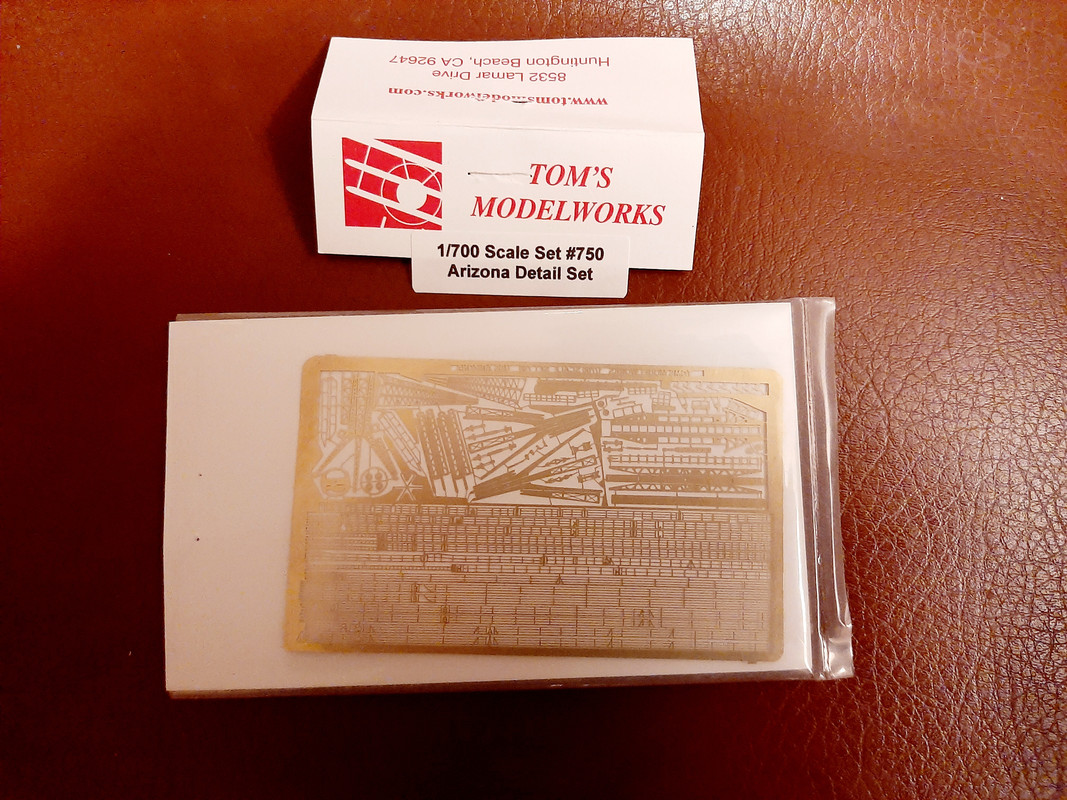 Huntington Beach, CA 92647
8532 Lamar Drive
www.tomsmodelworks.com
TOM'S
MODELWORKS
1/700 Scale Set #750
Arizona Detail Set